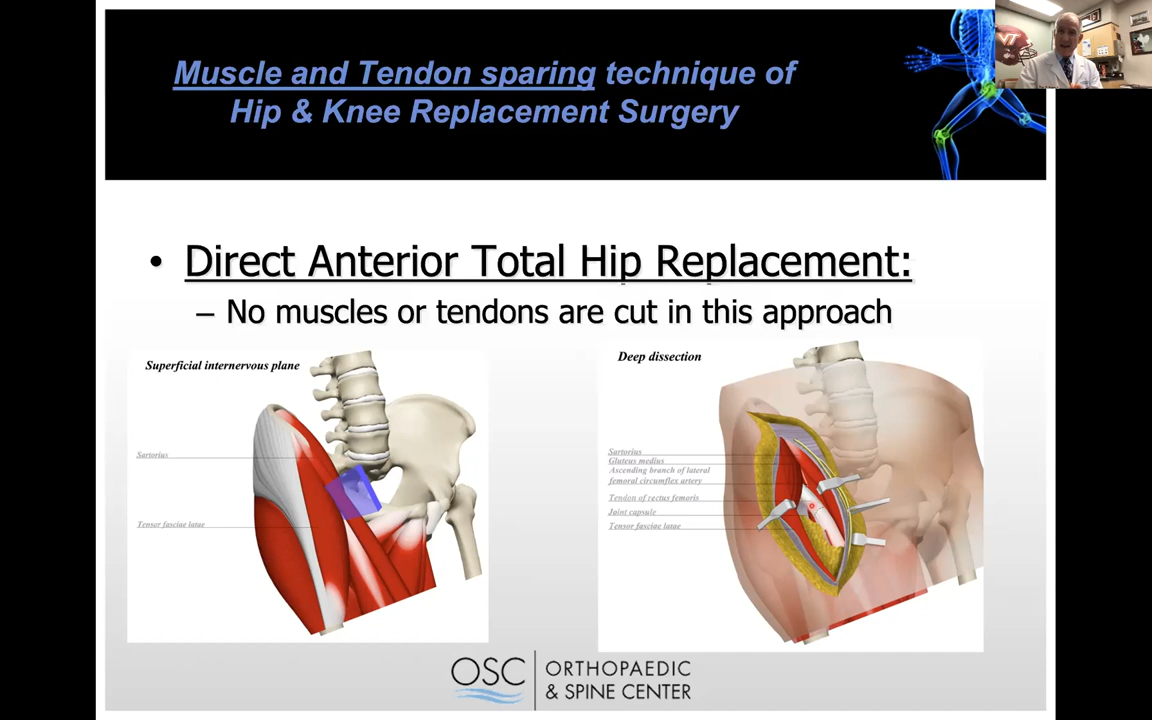 Muscle and Tendon sparing technique of
Hip & Knee Replacement Surgery
VT
• Direct Anterior Total Hip Replacement:
– No muscles or tendons are cut in this approach
Superficial internervous plane
Sartorius
Tensor fasciae latae
Deep dissection
Sartorius
Gluteus medius
Ascending branch of lateral
femoral circumflex artery
Tendon of rectus femoris
Joint capsule
Tensor fasciae latae
OSC
ORTHOPAEDIC
& SPINE CENTER